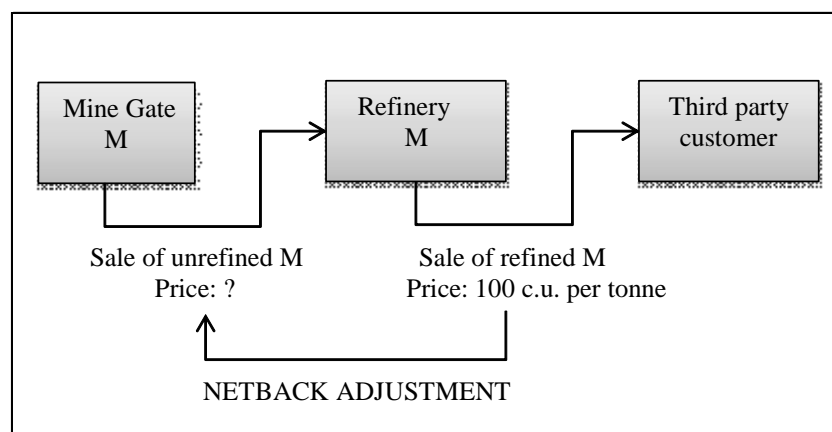 Mine Gate
M
Refinery
M
Third party
customer
Sale of unrefined M
Price: ?
Sale of refined M
Price: 100 c.u. per tonne
NETBACK ADJUSTMENT